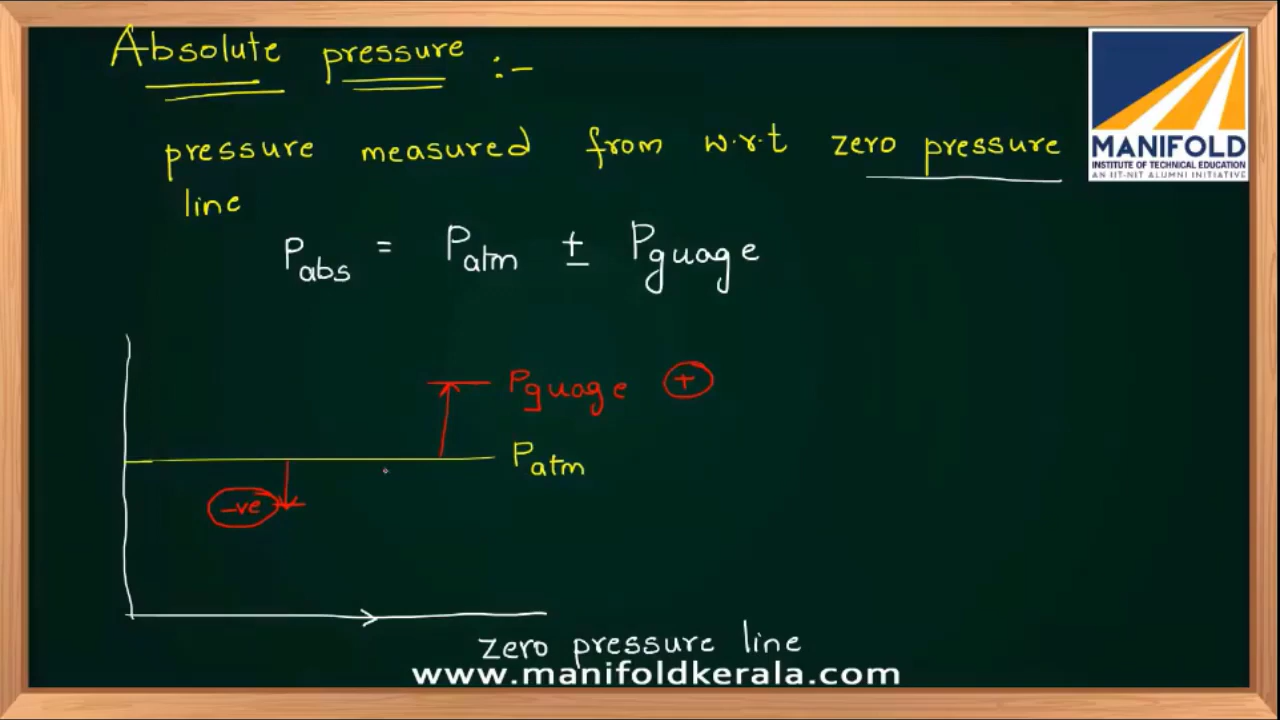 Absolute pressure :-
pressure measured from w.r.t zero pressure
line
Pabs = Patm ± Pguage
Pguage +
Patm
-ve
zero pressure line
www.manifoldkerala.com
MANIFOLD
INSTITUTE OF TECHNICAL EDUCATION
AN IIT-NIT ALUMNI INITIATIVE